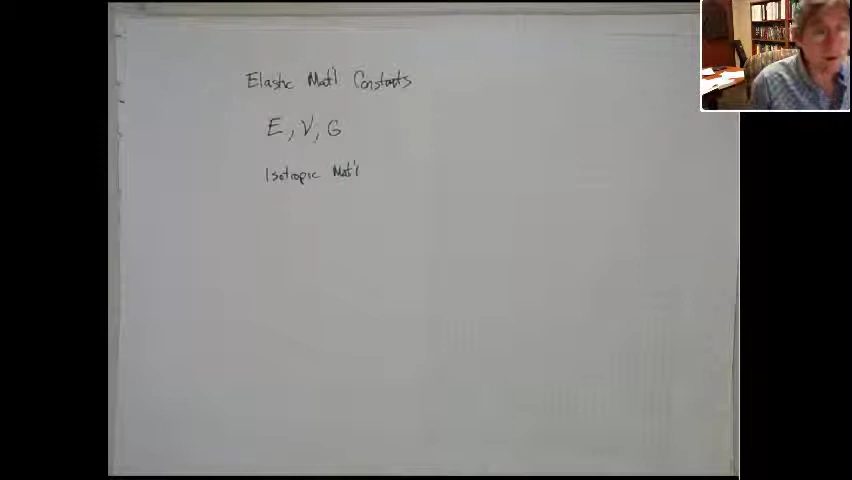 Elastic Mat'l Constants
E, ν, G
Isotropic Mat'l